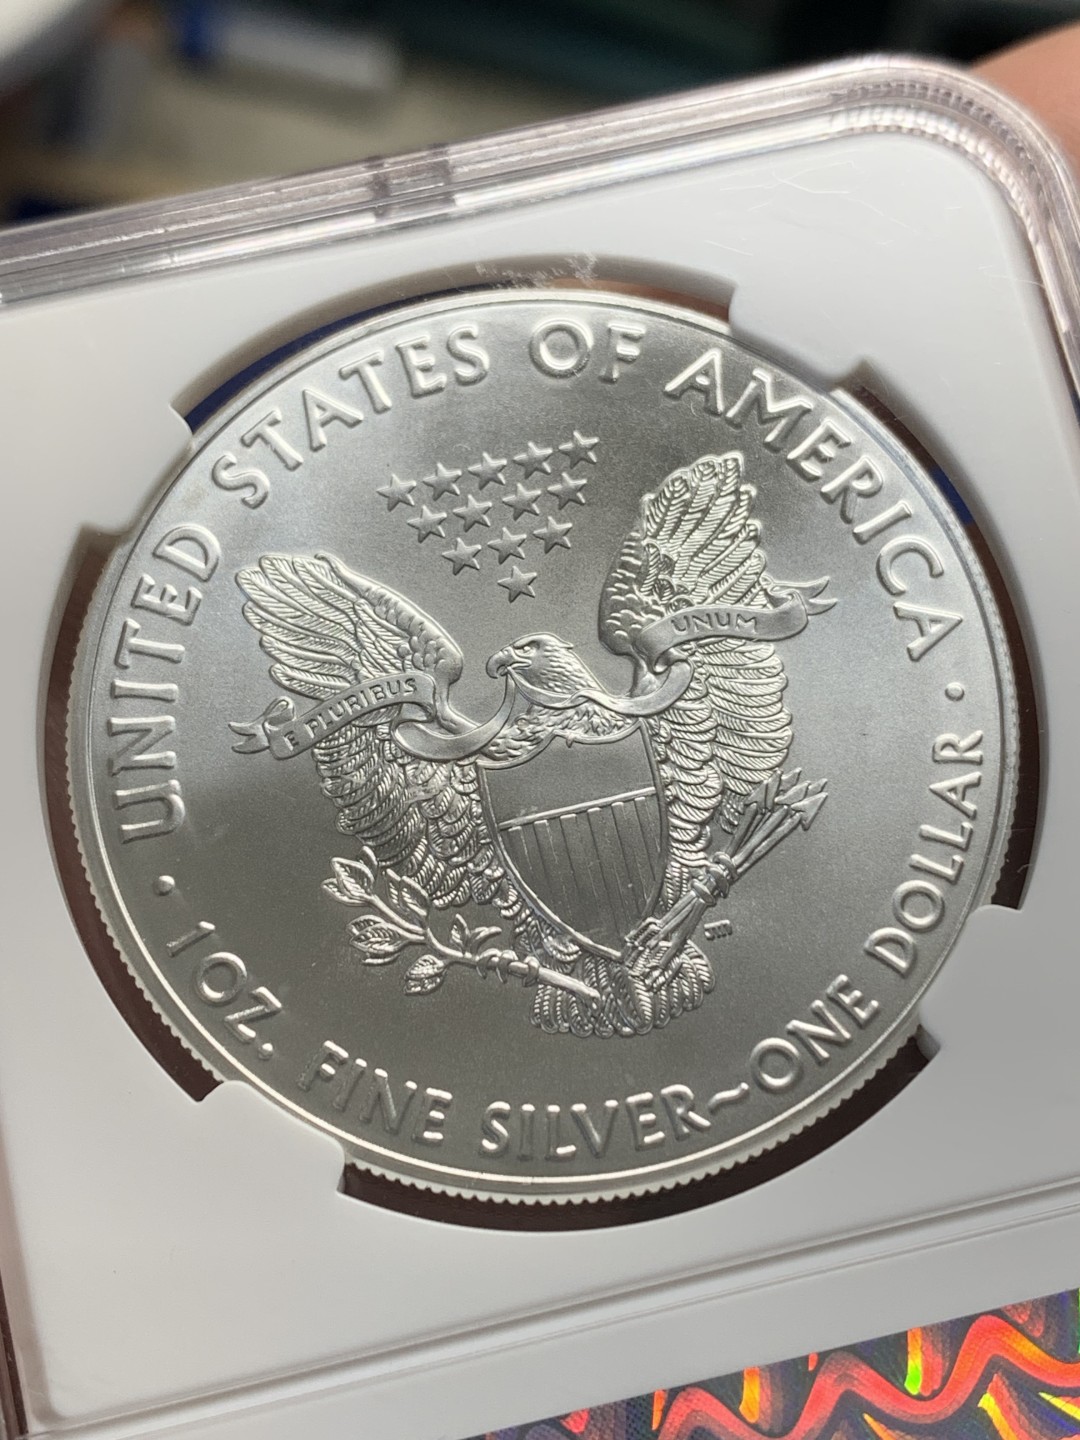 UNITED STATES OF AMERICA
E PLURIBUS
UNUM
JM
· 1 OZ. FINE SILVER~ONE DOLLAR ·